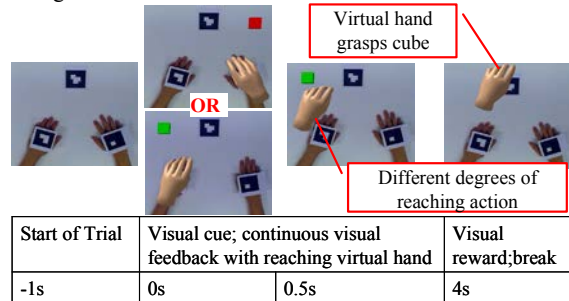 Virtual hand
grasps cube
OR
Different degrees of
reaching action
Start of Trial
Visual cue; continuous visual
feedback with reaching virtual hand
Visual
reward;break
-1s
0s
0.5s
4s